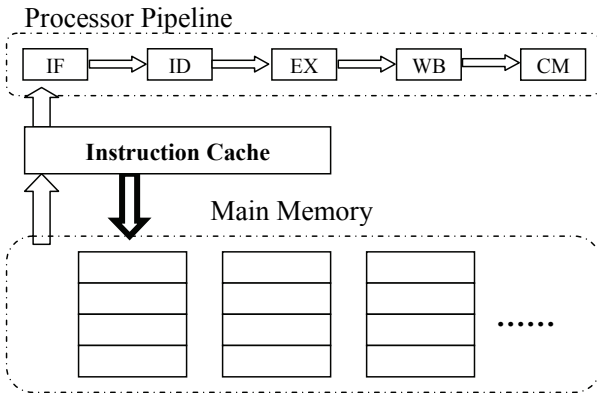 Processor Pipeline
IF ID EX WB CM
Instruction Cache
Main Memory
......